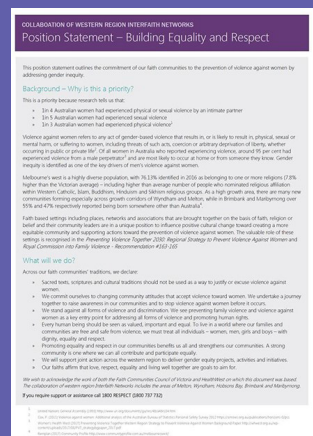 COLLABOATION OF WESTERN REGION INTERFAITH NETWORKS
Position Statement – Building Equality and Respect
This position statement outlines the commitment of our faith communities to the prevention of violence against women by
addressing gender inequity.
Background – Why is this a priority?
This is a priority because research tells us that:
» 1in 4 Australian women had experienced physical or sexual violence by an intimate partner
» 1in 5 Australian women had experienced sexual violence
» 1in 3 Australian women had experienced physical violence¹
Violence against women refers to any act of gender-based violence that results in, or is likely to result in, physical, sexual or
mental harm, or suffering to women, including threats of such acts, coercion or arbitrary deprivation of liberty, whether
occurring in public or private life². Of all women in Australia who reported experiencing violence, around 95 per cent had
experienced violence from a male perpetrator³ and are most likely to occur at home or from someone they know. Gender
inequality is identified as one of the key drivers of men's violence against women.
Melbourne's west is a highly diverse population, with 76.13% identified in 2016 as belonging to one or more religions (7.8%
higher than the Victorian average) – including higher than average number of people who nominated religious affiliation
within Western Catholic, Islam, Buddhism, Hinduism and Sikhism religious groups. As a high growth area, there are many new
communities forming especially across growth corridors of Wyndham and Melton, while in Brimbank and Maribyrnong over
55% and 47% respectively reported being born somewhere other than Australia⁴.
Faith based settings including places, networks and associations that are brought together on the basis of faith, religion or
belief and their community leaders are in a unique position to influence positive cultural change toward creating a more
equitable community and supporting actions toward the prevention of violence against women. The valuable role of these
settings is recognised in the Preventing Violence Together 2030: Regional Strategy to Prevent Violence Against Women and
Royal Commission into Family Violence - Recommendation #163-165
What will we do?
Across our faith communities' traditions, we declare:
» Sacred texts, scriptures and cultural traditions should not be used as a way to justify or excuse violence against
women.
» We commit ourselves to changing community attitudes that accept violence toward women. We undertake a journey
together to raise awareness in our communities and to stop violence against women before it occurs.
» We stand against all forms of violence and discrimination. We see preventing family violence and violence against
women as a key entry point for addressing all forms of violence and promoting human rights.
» Every human being should be seen as valued, important and equal. To live in a world where our families and
communities are free and safe from violence; we must treat all individuals – women, men, girls and boys – with
dignity, equality and respect.
» Promoting equality and respect in our communities benefits us all and strengthens our communities. A strong
community is one where we can all contribute and participate equally.
» We will support joint action across the western region to deliver gender equity projects, activities and initiatives.
» Our faiths affirm that love, respect, equality and living well together are goals to aim for.
We wish to acknowledge the work of both the Faith Communities Council of Victoria and HealthWest on which this document was based.
The collaboration of western region Interfaith Networks includes the areas of Melton, Wyndham, Hobsons Bay, Brimbank and Maribyrnong.
If you require support or assistance call 1800 RESPECT (1800 737 732)